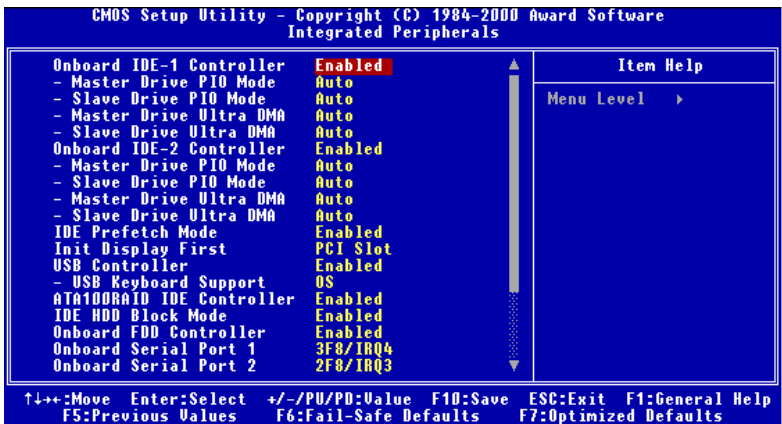 CMOS Setup Utility – Copyright (C) 1984-2000 Award Software
Integrated Peripherals
Onboard IDE-1 Controller Enabled
- Master Drive PIO Mode Auto
- Slave Drive PIO Mode Auto
- Master Drive Ultra DMA Auto
- Slave Drive Ultra DMA Auto
Onboard IDE-2 Controller Enabled
- Master Drive PIO Mode Auto
- Slave Drive PIO Mode Auto
- Master Drive Ultra DMA Auto
- Slave Drive Ultra DMA Auto
IDE Prefetch Mode Enabled
Init Display First PCI Slot
USB Controller Enabled
- USB Keyboard Support OS
ATA100RAID IDE Controller Enabled
IDE HDD Block Mode Enabled
Onboard FDD Controller Enabled
Onboard Serial Port 1 3F8/IRQ4
Onboard Serial Port 2 2F8/IRQ3
Item Help
Menu Level ▸
↑↓→←:Move Enter:Select +/-/PU/PD:Value F10:Save ESC:Exit F1:General Help
F5:Previous Values F6:Fail-Safe Defaults F7:Optimized Defaults